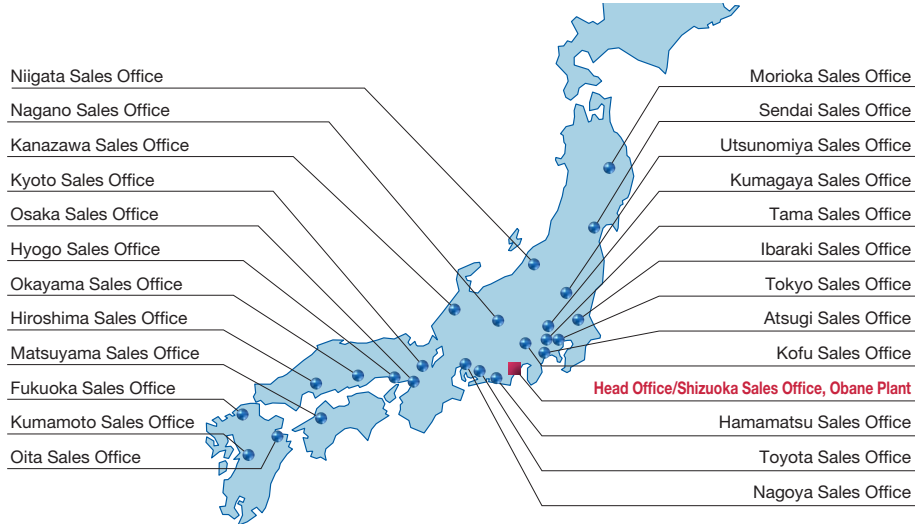 Niigata Sales Office
Nagano Sales Office
Kanazawa Sales Office
Kyoto Sales Office
Osaka Sales Office
Hyogo Sales Office
Okayama Sales Office
Hiroshima Sales Office
Matsuyama Sales Office
Fukuoka Sales Office
Kumamoto Sales Office
Oita Sales Office
Morioka Sales Office
Sendai Sales Office
Utsunomiya Sales Office
Kumagaya Sales Office
Tama Sales Office
Ibaraki Sales Office
Tokyo Sales Office
Atsugi Sales Office
Kofu Sales Office
Head Office/Shizuoka Sales Office, Obane Plant
Hamamatsu Sales Office
Toyota Sales Office
Nagoya Sales Office